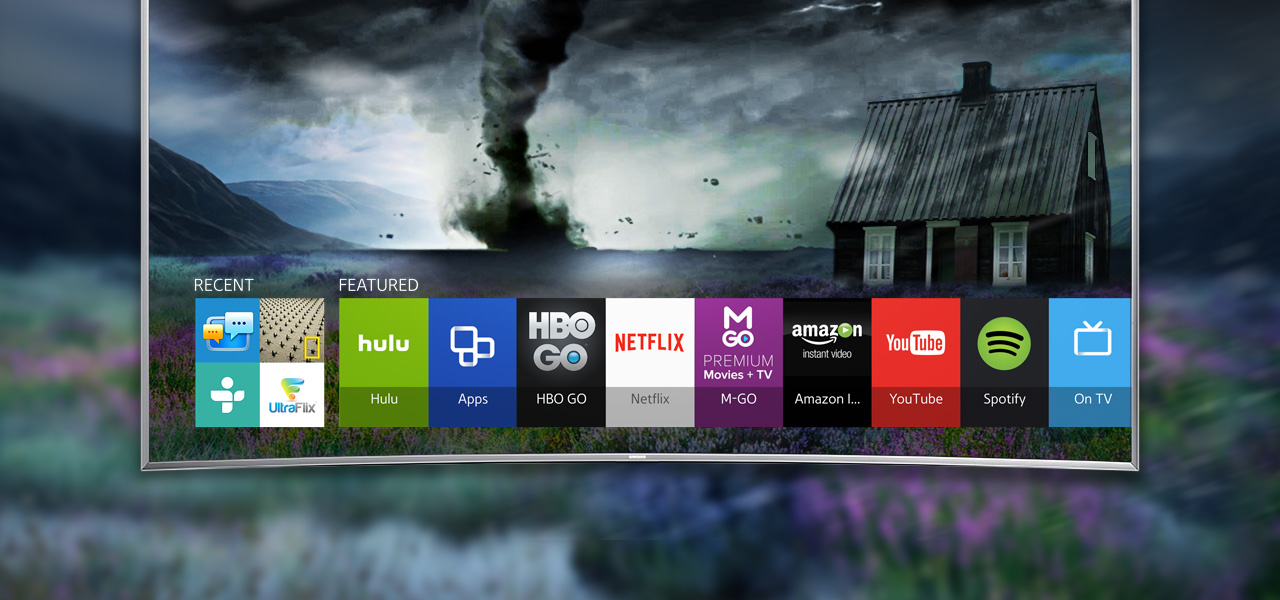 RECENT
FEATURED
UltraFlix
hulu
Hulu
Apps
HBO
GO
HBO GO
NETFLIX
Netflix
M
GO
PREMIUM
Movies + TV
M-GO
amazon
instant video
Amazon I...
YouTube
YouTube
Spotify
On TV